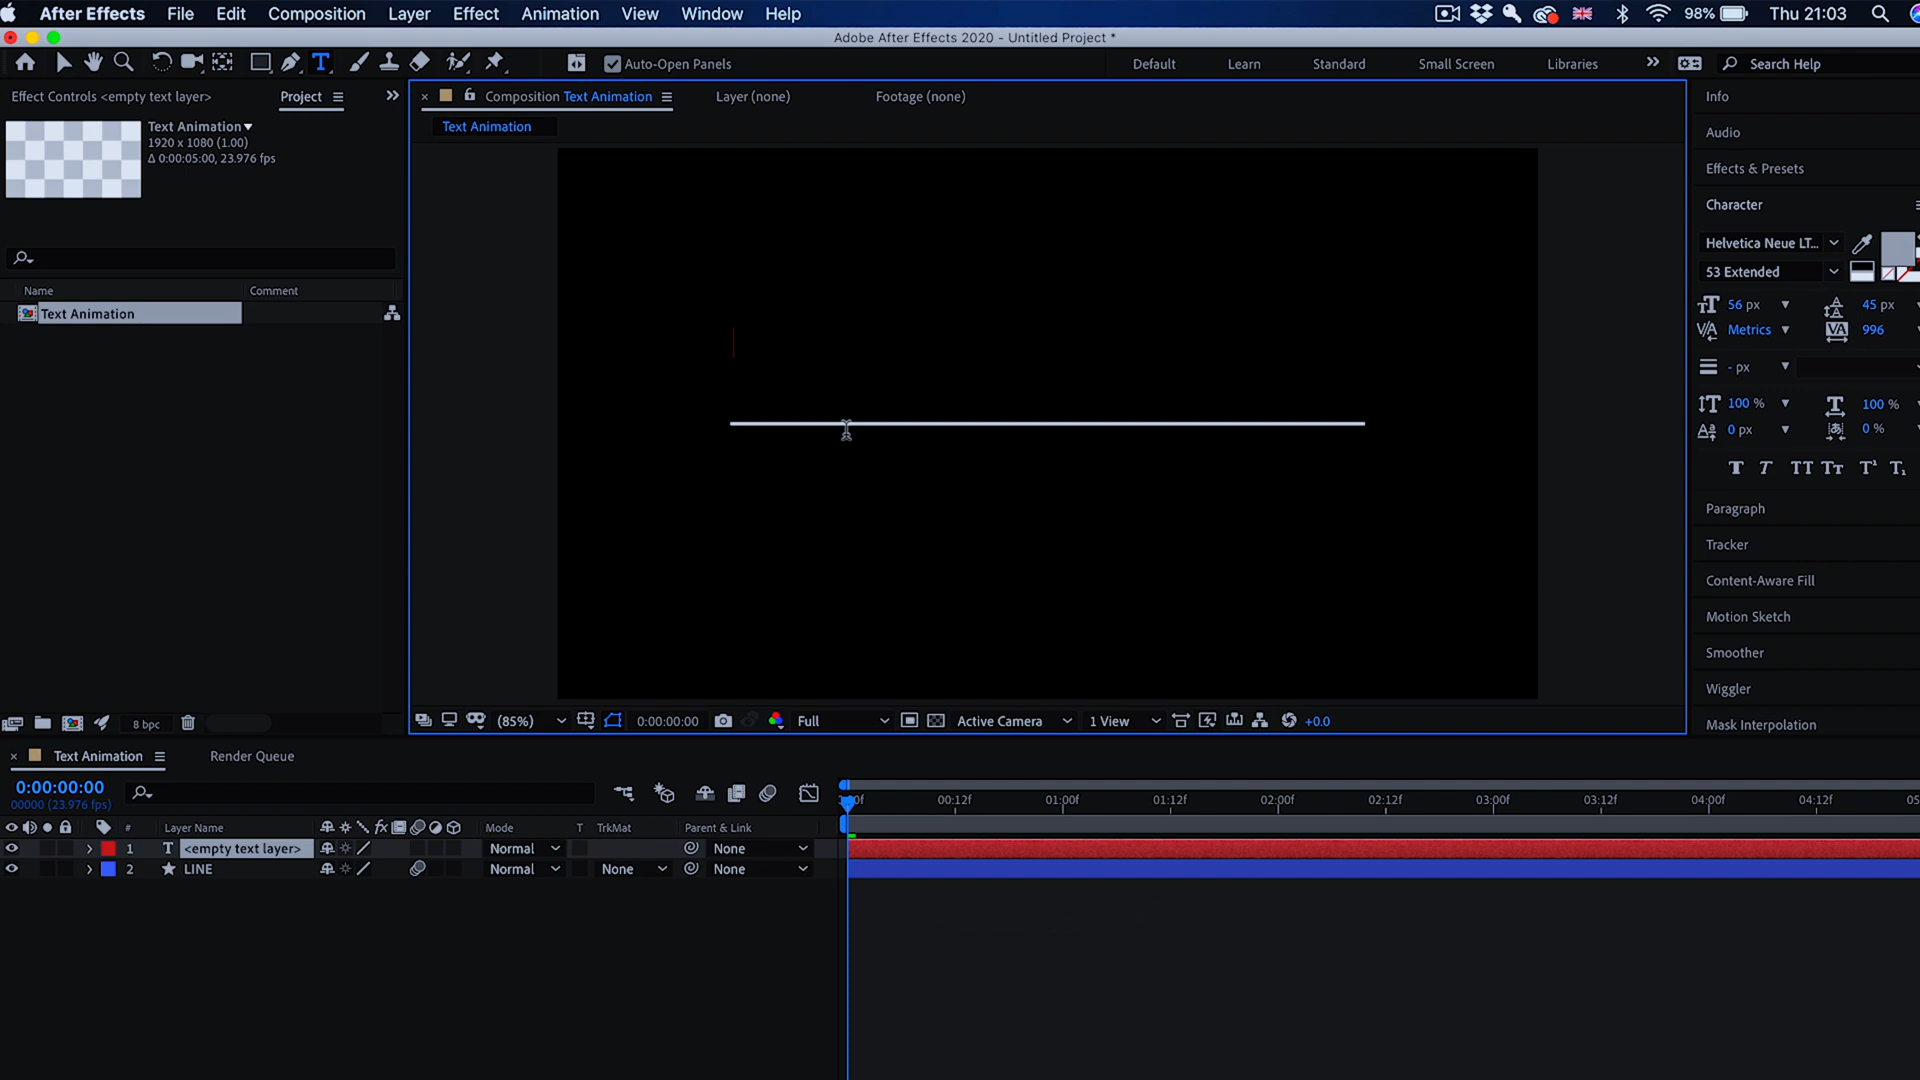 After Effects File Edit Composition Layer Effect Animation View Window Help 98% Thu 21:03
Adobe After Effects 2020 - Untitled Project *
Auto-Open Panels Default Learn Standard Small Screen Libraries Search Help
Effect Controls <empty text layer> Project
Composition Text Animation Layer (none) Footage (none)
Text Animation
Text Animation
1920 x 1080 (1.00)
Δ 0:00:05:00, 23.976 fps
Name Comment
Text Animation
8 bpc
(85%) 0:00:00:00 Full Active Camera 1 View +0.0
Info
Audio
Effects & Presets
Character
Helvetica Neue LT...
53 Extended
56 px 45 px
Metrics 996
- px
100 % 100 %
0 px 0 %
Paragraph
Tracker
Content-Aware Fill
Motion Sketch
Smoother
Wiggler
Mask Interpolation
Text Animation Render Queue
0:00:00:00
00000 (23.976 fps)
00:12f 01:00f 01:12f 02:00f 02:12f 03:00f 03:12f 04:00f 04:12f
# Layer Name Mode T TrkMat Parent & Link
1 T <empty text layer> Normal None
2 LINE Normal None None